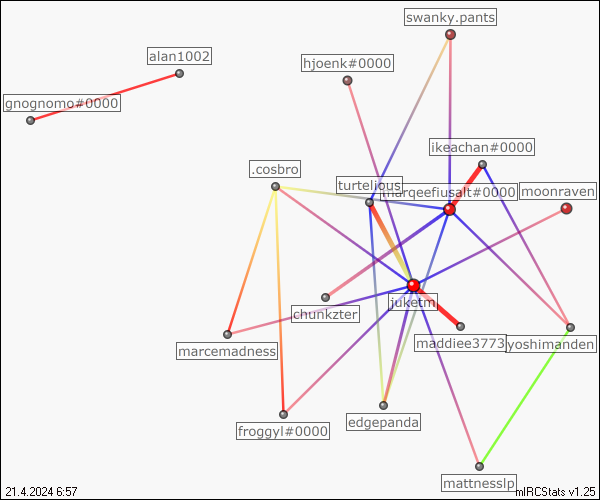 swanky.pants
alan1002
hjoenk#0000
gnognomo#0000
ikeachan#0000
.cosbro
turtelious
marqeefiusalt#0000
moonraven
juketm
chunkzter
maddiee3773
yoshimanden
marcemadness
edgepanda
froggyl#0000
mattnesslp
21.4.2024 6:57
mIRCStats v1.25